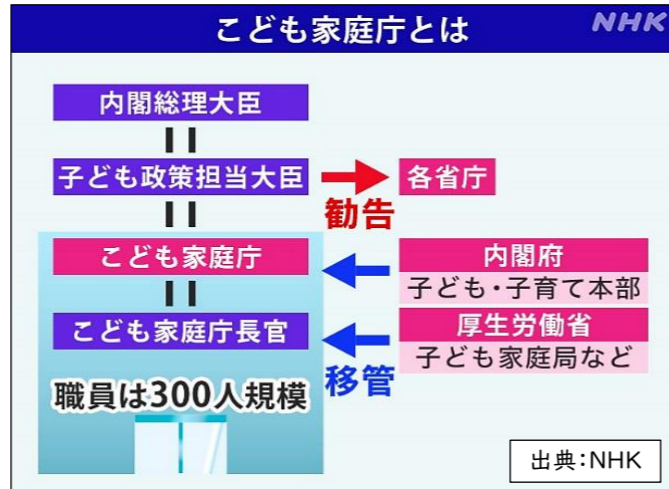 こども家庭庁とは
NHK
内閣総理大臣
子ども政策担当大臣
各省庁
勧告
こども家庭庁
内閣府
子ども・子育て本部
こども家庭庁長官
厚生労働省
子ども家庭局など
移管
職員は300人規模
出典：NHK